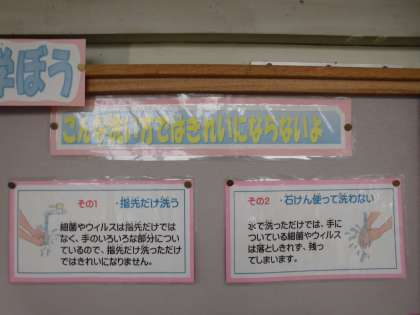 学ぼう
こんな洗い方ではきれいにならないよ
その1 ・指先だけ洗う
細菌やウィルスは指先だけでは
なく、手のいろいろな部分につい
ているので、指先だけ洗っただけ
ではきれいになりません。
その2 ・石けん使って洗わない
水で洗っただけでは、手に
ついている細菌やウィルス
は落としきれず、残っ
てしまいます。